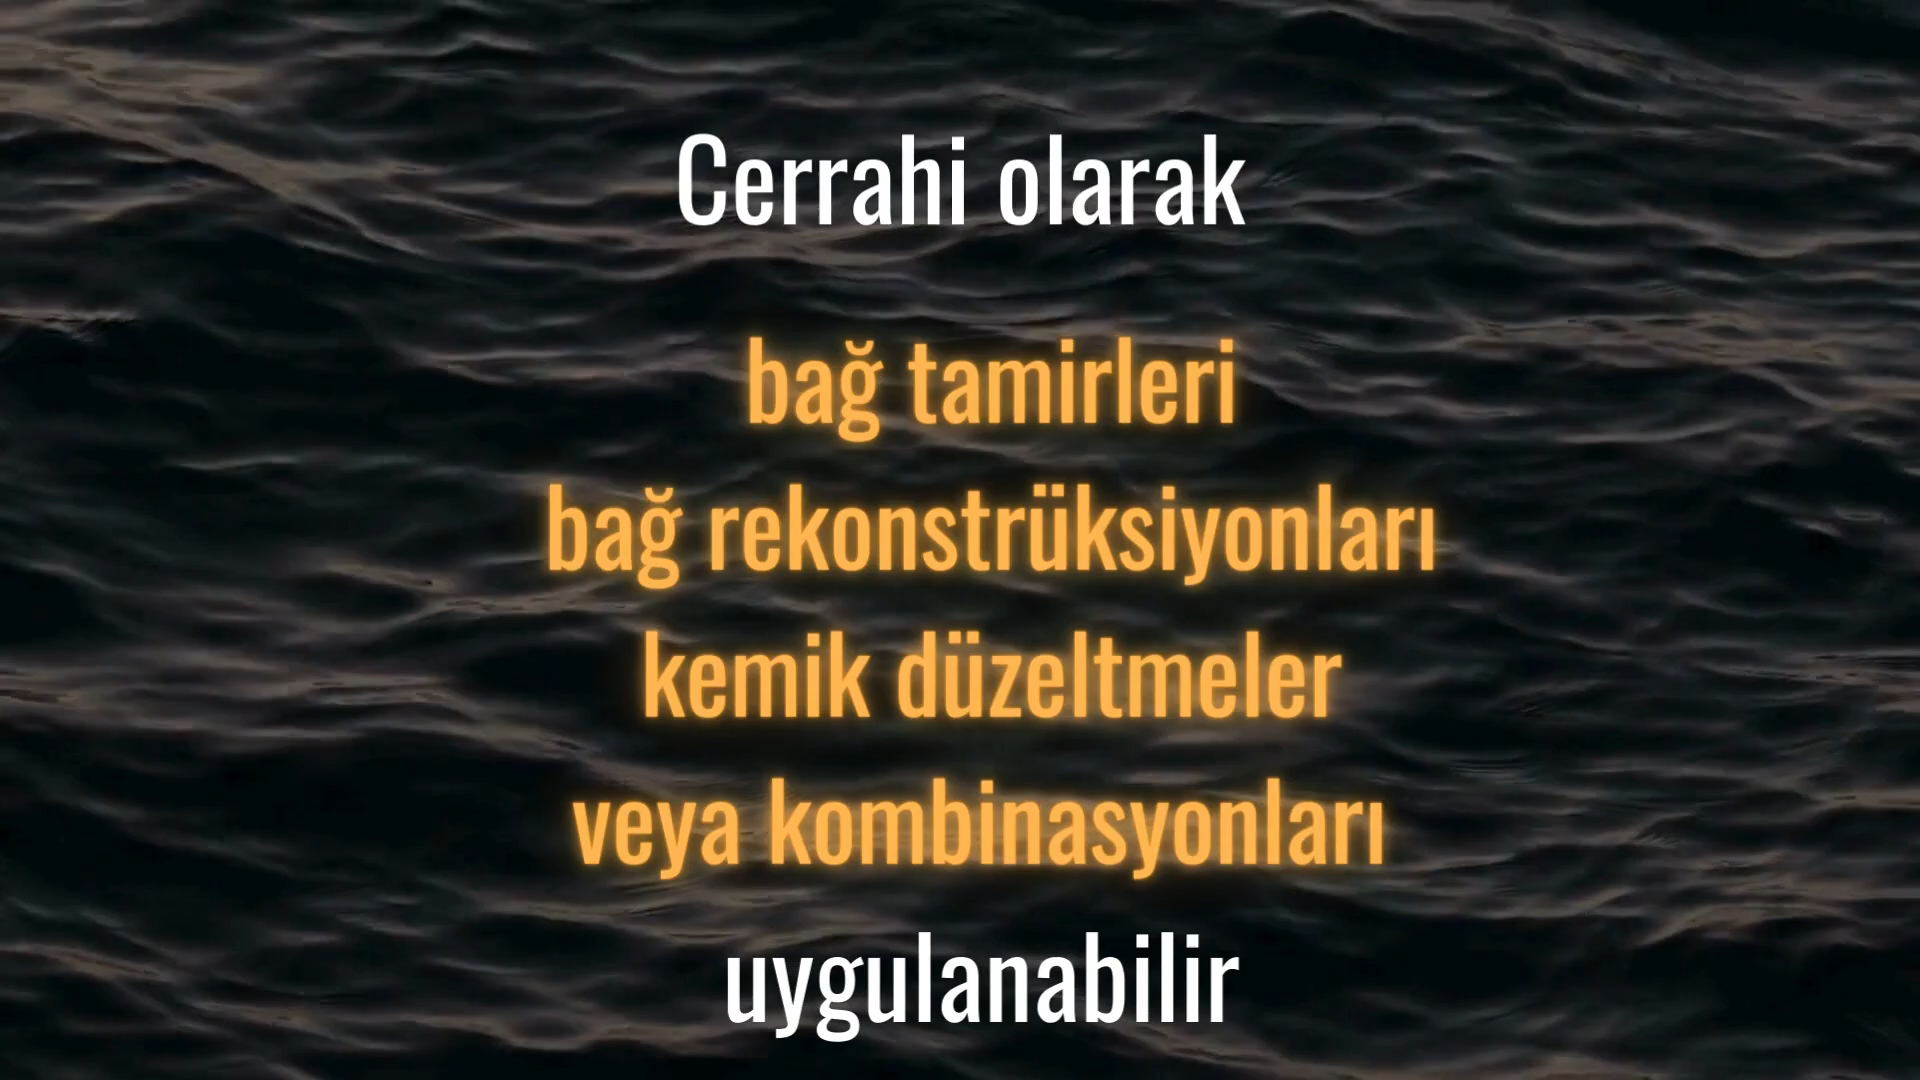 Cerrahi olarak
bağ tamirleri
bağ rekonstrüksiyonları
kemik düzeltmeler
veya kombinasyonları
uygulanabilir